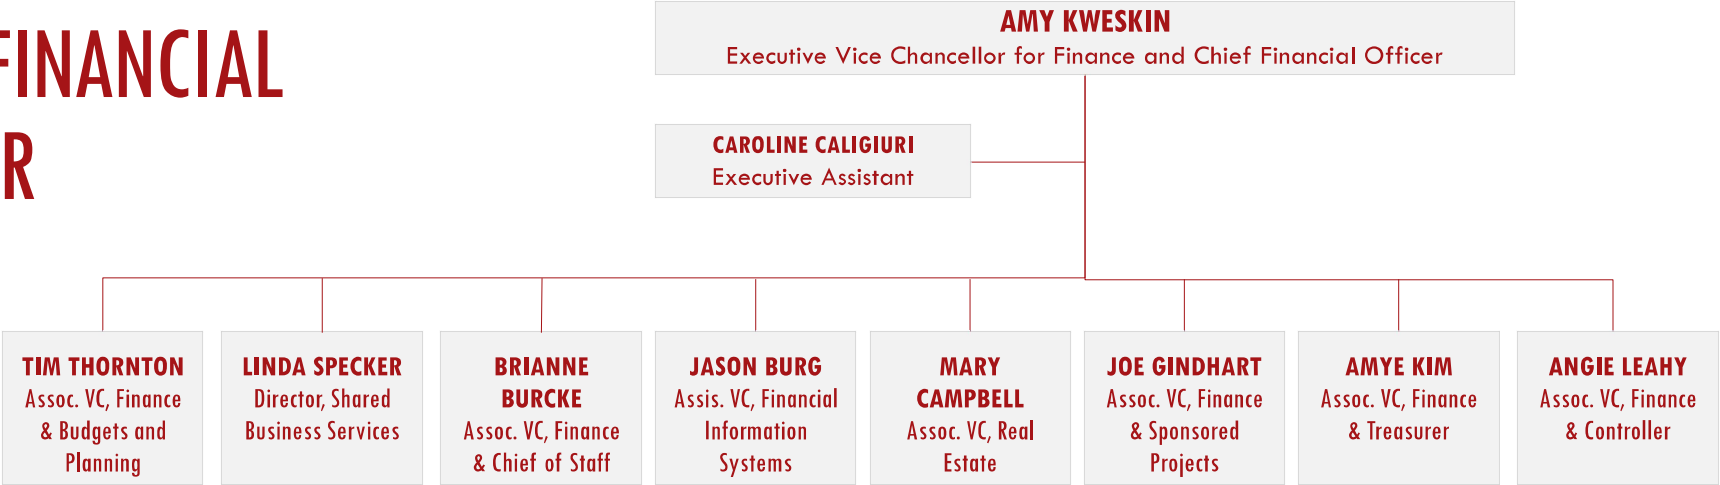 FINANCIAL
R
AMY KWESKIN
Executive Vice Chancellor for Finance and Chief Financial Officer
CAROLINE CALIGIURI
Executive Assistant
TIM THORNTON
Assoc. VC, Finance
& Budgets and
Planning
LINDA SPECKER
Director, Shared
Business Services
BRIANNE
BURCKE
Assoc. VC, Finance
& Chief of Staff
JASON BURG
Assis. VC, Financial
Information
Systems
MARY
CAMPBELL
Assoc. VC, Real
Estate
JOE GINDHART
Assoc. VC, Finance
& Sponsored
Projects
AMYE KIM
Assoc. VC, Finance
& Treasurer
ANGIE LEAHY
Assoc. VC, Finance
& Controller